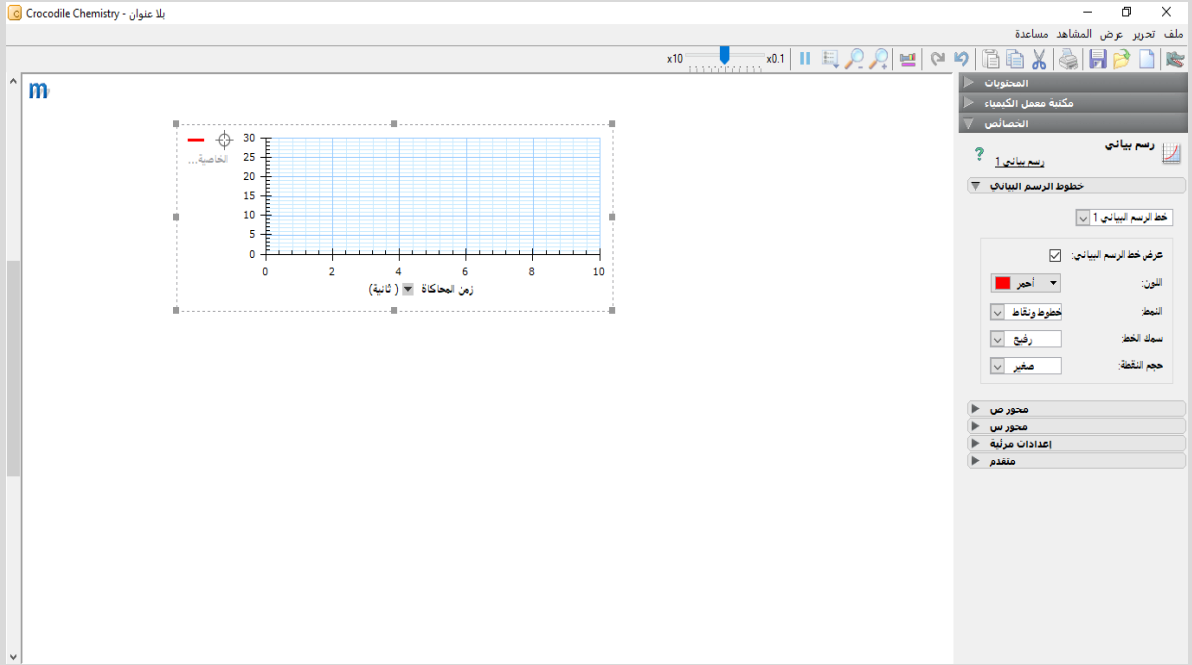 بلا عنوان - Crocodile Chemistry
ملف تحرير عرض المشاهد مساعدة
x10 x0.1
المحتويات
مكتبة معمل الكيمياء
الخصائص
رسم بياني
رسم بياني 1
?
خطوط الرسم البياني
خط الرسم البياني 1
عرض خط الرسم البياني:
اللون:
أحمر
النمط:
خطوط ونقاط
سمك الخط:
رفيع
حجم النقطة:
صغير
محور ص
محور س
إعدادات مرئية
متقدم
m
الخاصية...
30
25
20
15
10
5
0
0 2 4 6 8 10
زمن المحاكاة ( ثانية)